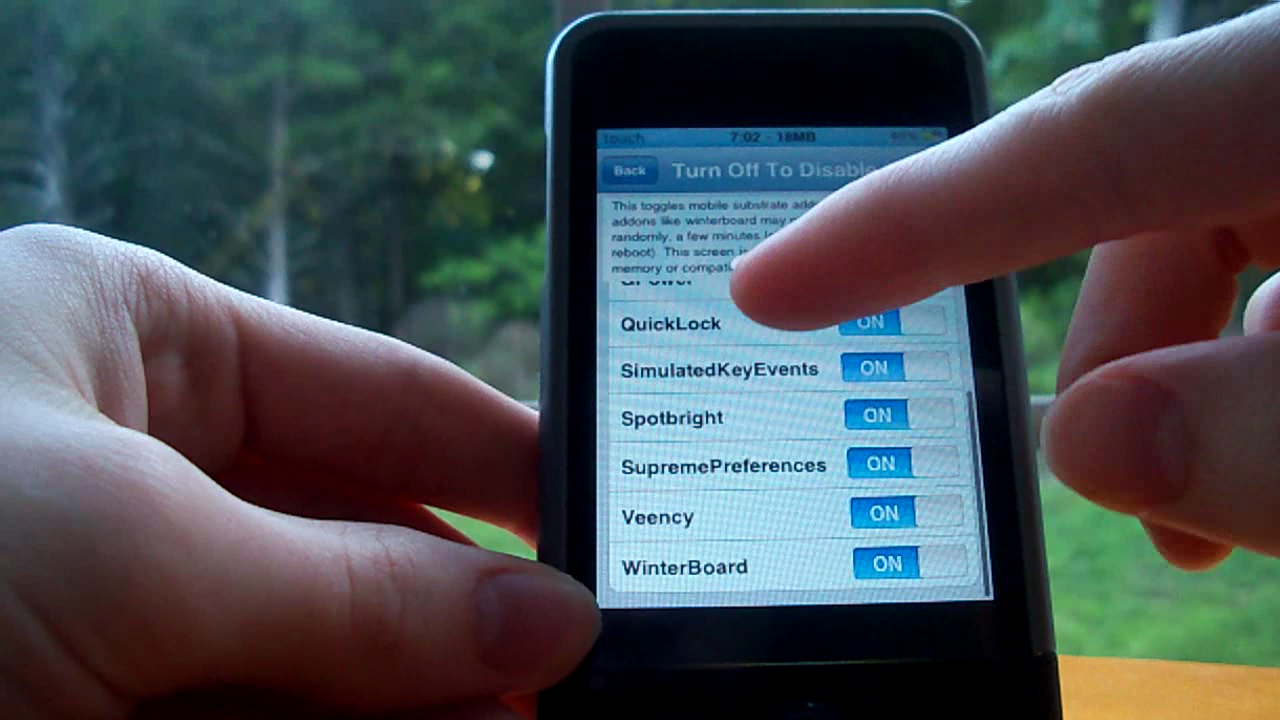 Touch 7:02 - 18MB
Back Turn Off To Disable
This toggles mobile substrate
addons like winterboard may
randomly, a few minutes
reboot). This screen
memory or
QuickLock ON
SimulatedKeyEvents ON
Spotbright ON
SupremePreferences ON
Veency ON
WinterBoard ON